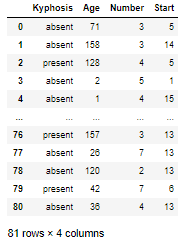 Kyphosis Age Number Start
0 absent 71 3 5
1 absent 158 3 14
2 present 128 4 5
3 absent 2 5 1
4 absent 1 4 15
... ... ... ... ...
76 present 157 3 13
77 absent 26 7 13
78 absent 120 2 13
79 present 42 7 6
80 absent 36 4 13
81 rows × 4 columns